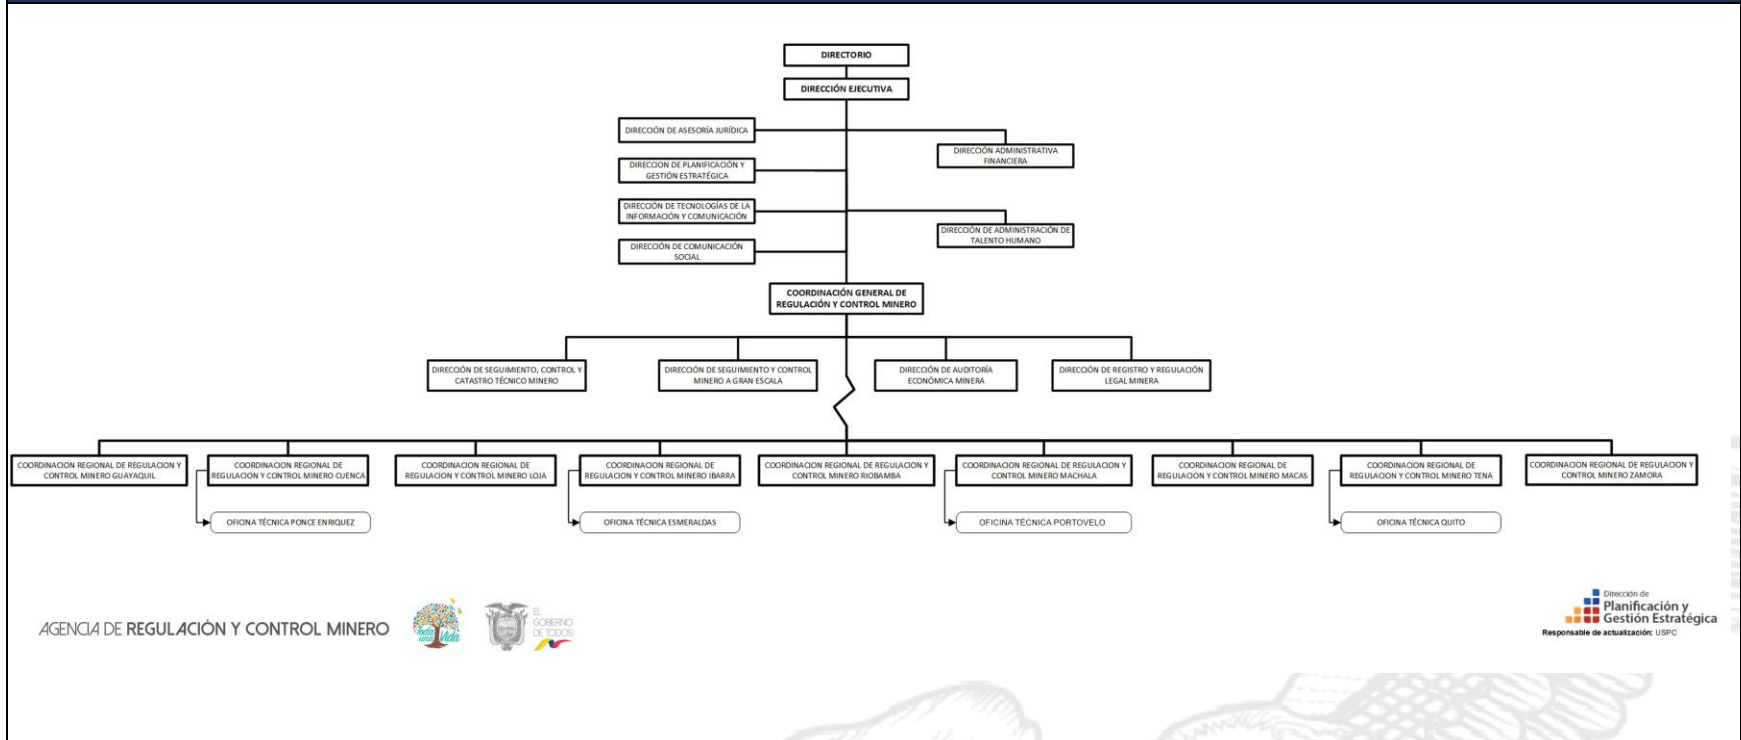 DIRECTORIO
DIRECCIÓN EJECUTIVA
DIRECCIÓN DE ASESORÍA JURÍDICA
DIRECCIÓN ADMINISTRATIVA
FINANCIERA
DIRECCION DE PLANIFICACIÓN Y
GESTIÓN ESTRATÉGICA
DIRECCIÓN DE TECNOLOGÍAS DE LA
INFORMACIÓN Y COMUNICACIÓN
DIRECCIÓN DE ADMINISTRACIÓN DE
TALENTO HUMANO
DIRECCIÓN DE COMUNICACIÓN
SOCIAL
COORDINACIÓN GENERAL DE
REGULACIÓN Y CONTROL MINERO
DIRECCIÓN DE SEGUIMIENTO, CONTROL Y
CATASTRO TÉCNICO MINERO
DIRECCIÓN DE SEGUIMIENTO Y CONTROL
MINERO A GRAN ESCALA
DIRECCIÓN DE AUDITORÍA
ECONÓMICA MINERA
DIRECCIÓN DE REGISTRO Y REGULACIÓN
LEGAL MINERA
COORDINACION REGIONAL DE REGULACION Y
CONTROL MINERO GUAYAQUIL
COORDINACION REGIONAL DE
REGULACION Y CONTROL MINERO CUENCA
COORDINACION REGIONAL DE
REGULACION Y CONTROL MINERO LOJA
COORDINACION REGIONAL DE
REGULACION Y CONTROL MINERO IBARRA
COORDINACION REGIONAL DE REGULACION Y
CONTROL MINERO RIOBAMBA
COORDINACION REGIONAL DE REGULACION Y
CONTROL MINERO MACHALA
COORDINACION REGIONAL DE
REGULACION Y CONTROL MINERO MACAS
COORDINACION REGIONAL DE
REGULACION Y CONTROL MINERO TENA
COORDINACION REGIONAL DE REGULACION Y
CONTROL MINERO ZAMORA
OFICINA TÉCNICA PONCE ENRIQUEZ
OFICINA TÉCNICA ESMERALDAS
OFICINA TÉCNICA PORTOVELO
OFICINA TÉCNICA QUITO
AGENCIA DE REGULACIÓN Y CONTROL MINERO
Toda
una Vida
EL
GOBIERNO
DE TODOS
Dirección de
Planificación y
Gestión Estratégica
Responsable de actualización: USPC